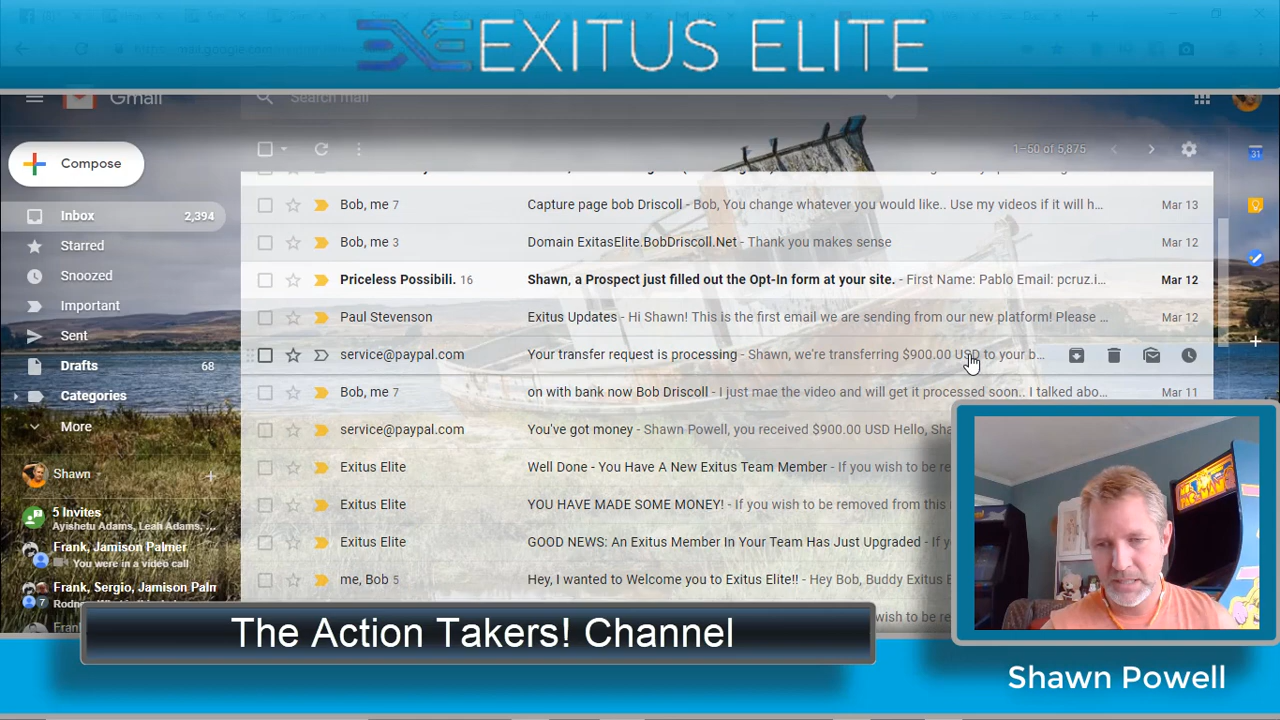 EXITUS ELITE
Gmail
Search mail
Compose
1–50 of 5,875
31
Inbox 2,394
Starred
Snoozed
Important
Sent
Drafts 68
Categories
More
Shawn
5 Invites
Ayishetu Adams, Leah Adams, ...
Frank, Jamison Palmer
You were in a video call
Frank, Sergio, Jamison Palm
7
Bob, me 7 Capture page bob Driscoll - Bob, You change whatever you would like.. Use my videos if it will h... Mar 13
Bob, me 3 Domain ExitasElite.BobDriscoll.Net - Thank you makes sense Mar 12
Priceless Possibili. 16 Shawn, a Prospect just filled out the Opt-In form at your site. - First Name: Pablo Email: pcruz.i... Mar 12
Paul Stevenson Exitus Updates - Hi Shawn! This is the first email we are sending from our new platform! Please ... Mar 12
service@paypal.com Your transfer request is processing - Shawn, we're transferring $900.00 USD to your b...
Bob, me 7 on with bank now Bob Driscoll - I just mae the video and will get it processed soon.. I talked abo... Mar 11
service@paypal.com You've got money - Shawn Powell, you received $900.00 USD Hello, Sha
Exitus Elite Well Done - You Have A New Exitus Team Member - If you wish to be re
Exitus Elite YOU HAVE MADE SOME MONEY! - If you wish to be removed from this
Exitus Elite GOOD NEWS: An Exitus Member In Your Team Has Just Upgraded - If y
me, Bob 5 Hey, I wanted to Welcome you to Exitus Elite!! - Hey Bob, Buddy Exitus E
wish to be rem
The Action Takers! Channel
Shawn Powell